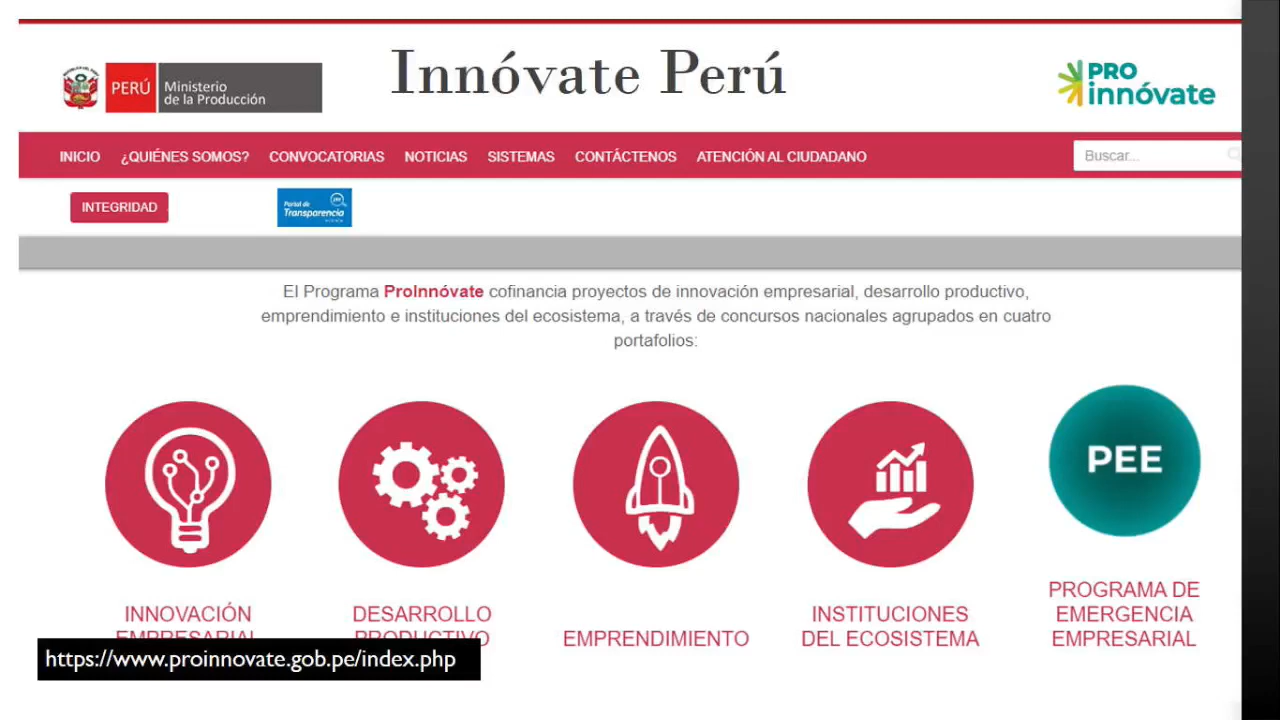 Innóvate Perú
PERÚ
Ministerio
de la Producción
PRO
innóvate
INICIO ¿QUIÉNES SOMOS? CONVOCATORIAS NOTICIAS SISTEMAS CONTÁCTENOS ATENCIÓN AL CIUDADANO
Buscar...
INTEGRIDAD
Portal de
Transparencia
El Programa ProInnóvate cofinancia proyectos de innovación empresarial, desarrollo productivo,
emprendimiento e instituciones del ecosistema, a través de concursos nacionales agrupados en cuatro
portafolios:
PEE
INNOVACIÓN
EMPRESARIAL
DESARROLLO
PRODUCTIVO
EMPRENDIMIENTO
INSTITUCIONES
DEL ECOSISTEMA
PROGRAMA DE
EMERGENCIA
EMPRESARIAL
https://www.proinnovate.gob.pe/index.php